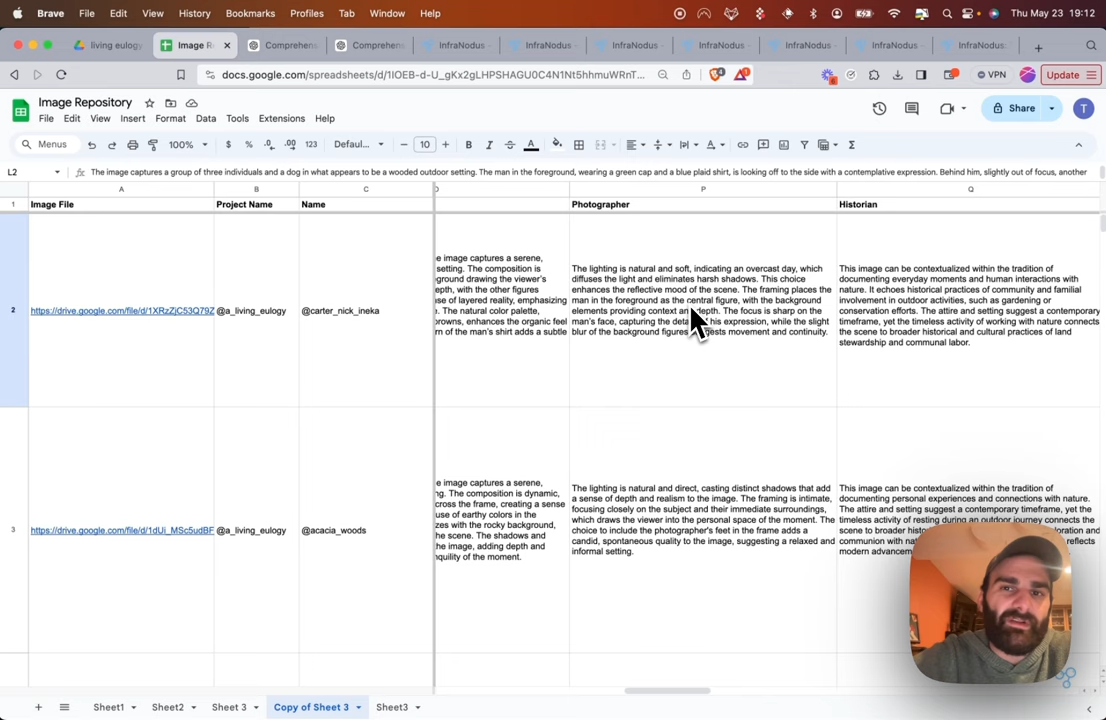 Brave File Edit View History Bookmarks Profiles Tab Window Help Thu May 23 19:12
living eulogy Image R Comprehens Comprehens InfraNodus InfraNodus InfraNodus InfraNodus InfraNodus InfraNodus InfraNodus:
docs.google.com/spreadsheets/d/1IOEB-d-U_gKx2gLHPSHAGU0C4N1Nt5hhmuWRnT... 4 1 6 VPN Update
Image Repository
File Edit View Insert Format Data Tools Extensions Help Share T
Menus 100% $ % .0 .00 123 Defaul... 10 B I A
L2 fx The image captures a group of three individuals and a dog in what appears to be a wooded outdoor setting. The man in the foreground, wearing a green cap and a blue plaid shirt, is looking off to the side with a contemplative expression. Behind him, slightly out of focus, another
A B C P Q
1 Image File Project Name Name Photographer Historian
2 https://drive.google.com/file/d/1XRzZjC53Q79Z @a_living_eulogy @carter_nick_ineka
e image captures a serene,
setting. The composition is
ground drawing the viewer's
epth, with the other figures
nse of layered reality, emphasizing
. The natural color palette,
browns, enhances the organic feel
rn of the man's shirt adds a subtle
The lighting is natural and soft, indicating an overcast day, which
diffuses the light and eliminates harsh shadows. This choice
enhances the reflective mood of the scene. The framing places the
man in the foreground as the central figure, with the background
elements providing context and depth. The focus is sharp on the
man's face, capturing the his expression, while the slight
blur of the background figures movement and continuity.
This image can be contextualized within the tradition of
documenting everyday moments and human interactions with
nature. It echoes historical practices of community and familial
involvement in outdoor activities, such as gardening or
conservation efforts. The attire and setting suggest a contemporary
timeframe, yet the timeless activity of working with nature connects
the scene to broader historical and cultural practices of land
stewardship and communal labor.
3 https://drive.google.com/file/d/1dUi_MSc5udBF @a_living_eulogy @acacia_woods
e image captures a serene,
ng. The composition is dynamic,
cross the frame, creating a sense
use of earthy colors in the
zes with the rocky background,
the scene. The shadows and
the image, adding depth and
nquility of the moment.
The lighting is natural and direct, casting distinct shadows that add
a sense of depth and realism to the image. The framing is intimate,
focusing closely on the subject and their immediate surroundings,
which draws the viewer into the personal space of the moment. The
choice to include the photographer's feet in the frame adds a
candid, spontaneous quality to the image, suggesting a relaxed and
informal setting.
This image can be contextualized within the tradition of
documenting personal experiences and connections with nature.
The attire and setting suggest a contemporary timeframe, yet the
timeless activity of resting during an outdoor journey connects the
scene to broader historical
communion with natu reflects
modern advancem
Sheet1 Sheet2 Sheet 3 Copy of Sheet 3 Sheet3